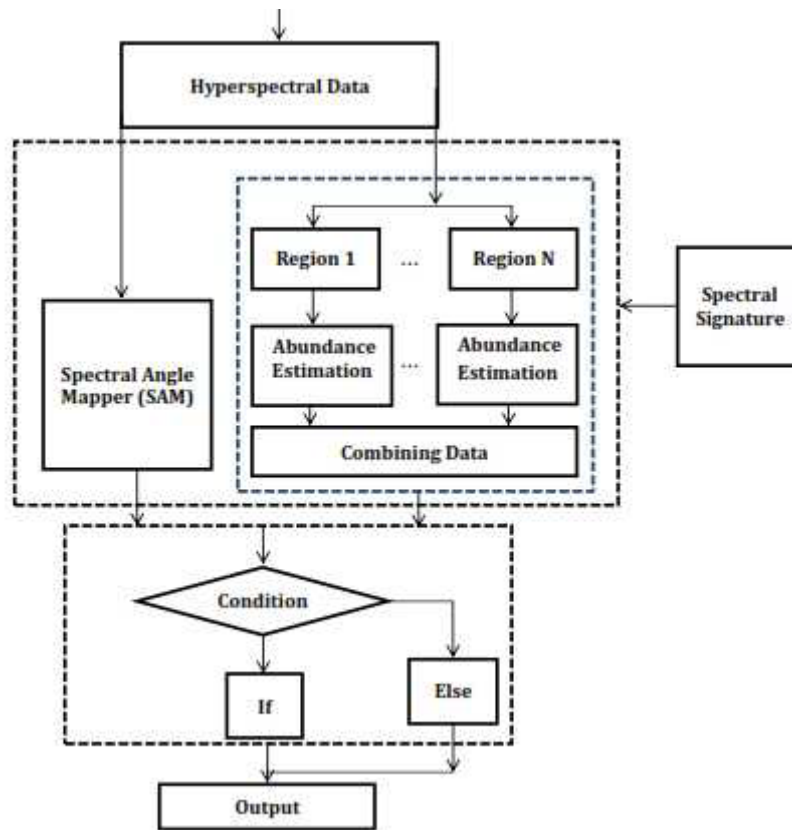 Hyperspectral Data
Region 1
...
Region N
Spectral
Signature
Abundance
Estimation
...
Abundance
Estimation
Spectral Angle
Mapper (SAM)
Combining Data
Condition
If
Else
Output